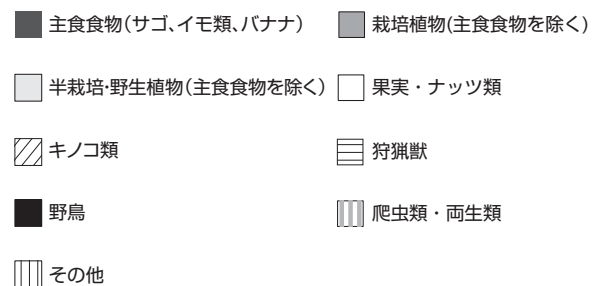 主食食物（サゴ、イモ類、バナナ） 栽培植物(主食食物を除く)
半栽培・野生植物（主食食物を除く） 果実・ナッツ類
キノコ類 狩猟獣
野鳥 爬虫類・両生類
その他